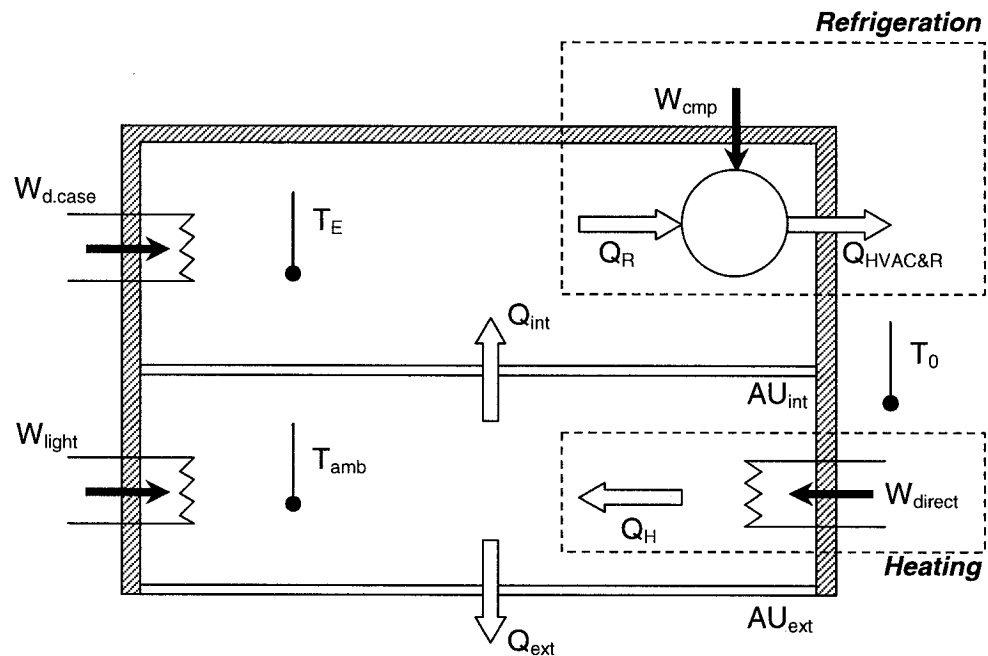 Refrigeration
W_cmp
W_d.case
T_E
Q_R
Q_HVAC&R
Q_int
T_0
AU_int
W_light
T_amb
W_direct
Q_H
Heating
AU_ext
Q_ext